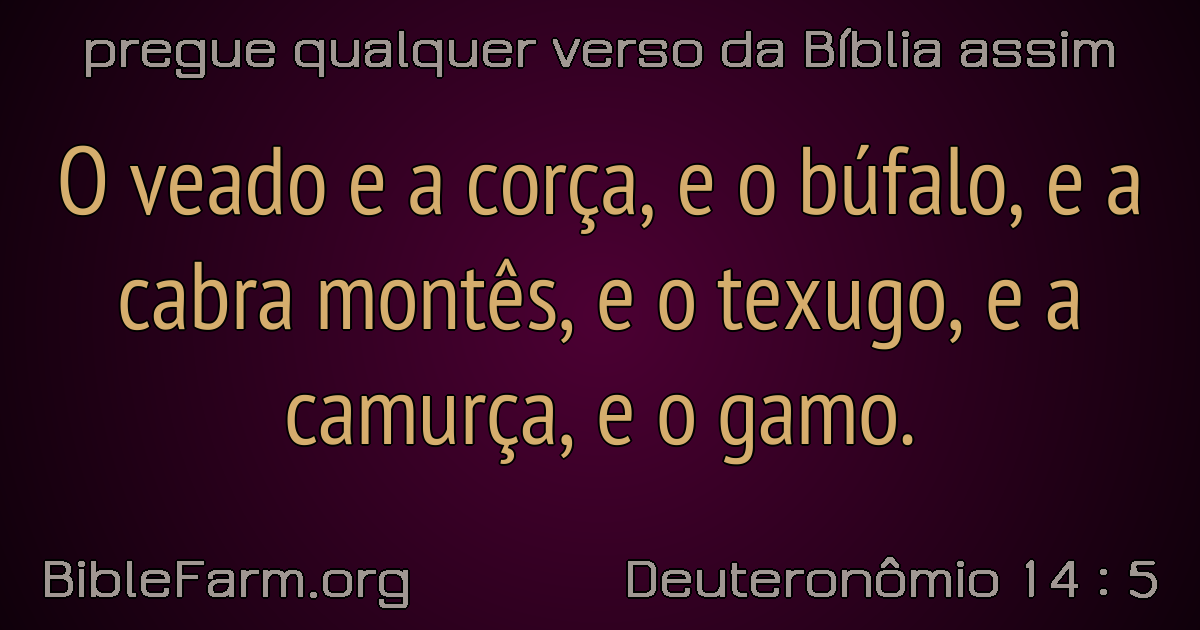 pregue qualquer verso da Bíblia assim
O veado e a corça, e o búfalo, e a
cabra montês, e o texugo, e a
camurça, e o gamo.
BibleFarm.org
Deuteronômio 14 : 5